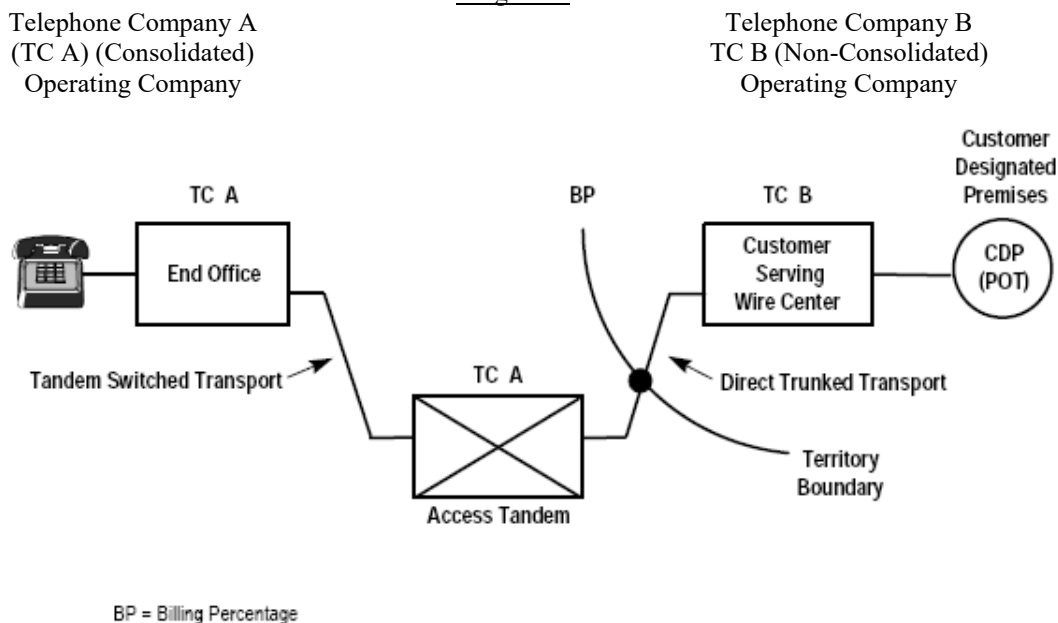 Telephone Company A
(TC A) (Consolidated)
Operating Company
Telephone Company B
TC B (Non-Consolidated)
Operating Company
Customer
Designated
Premises
TC A
BP
TC B
End Office
Customer
Serving
Wire Center
CDP
(POT)
Tandem Switched Transport
TC A
Direct Trunked Transport
Territory
Boundary
Access Tandem
BP = Billing Percentage